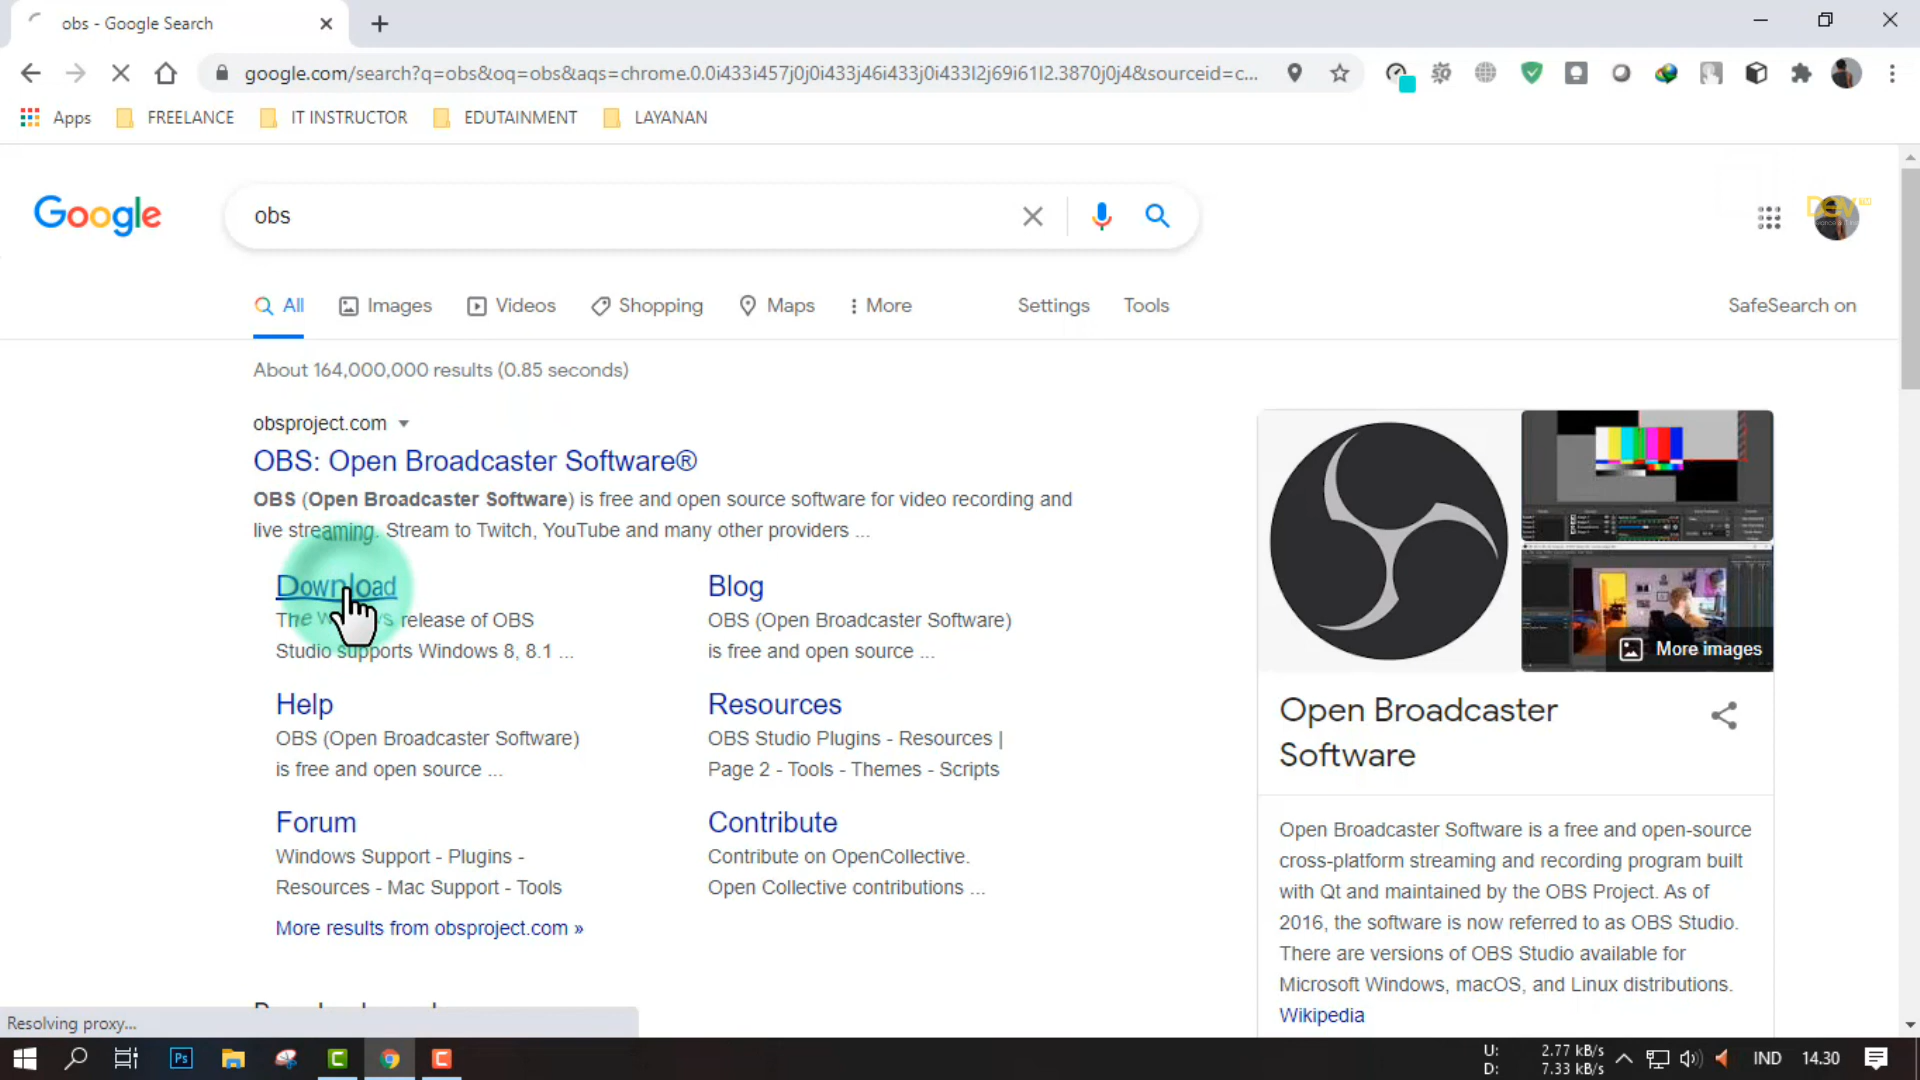 obs - Google Search
google.com/search?q=obs&oq=obs&aqs=chrome.0.0i433i457j0j0i433j46i433j0i433l2j69i61l2.3870j0j4&sourceid=c...
Apps FREELANCE IT INSTRUCTOR EDUTAINMENT LAYANAN
Google obs
Dev
All Images Videos Shopping Maps More Settings Tools SafeSearch on
About 164,000,000 results (0.85 seconds)
obsproject.com
OBS: Open Broadcaster Software®
OBS (Open Broadcaster Software) is free and open source software for video recording and
live streaming. Stream to Twitch, YouTube and many other providers ...
Download
The Windows release of OBS
Studio supports Windows 8, 8.1 ...
Blog
OBS (Open Broadcaster Software)
is free and open source ...
Help
OBS (Open Broadcaster Software)
is free and open source ...
Resources
OBS Studio Plugins - Resources |
Page 2 - Tools - Themes - Scripts
Forum
Windows Support - Plugins -
Resources - Mac Support - Tools
Contribute
Contribute on OpenCollective.
Open Collective contributions ...
More results from obsproject.com »
More images
Open Broadcaster
Software
Open Broadcaster Software is a free and open-source
cross-platform streaming and recording program built
with Qt and maintained by the OBS Project. As of
2016, the software is now referred to as OBS Studio.
There are versions of OBS Studio available for
Microsoft Windows, macOS, and Linux distributions.
Wikipedia
Resolving proxy...
Ps
U: 2.77 kB/s
D: 7.33 kB/s
IND 14.30